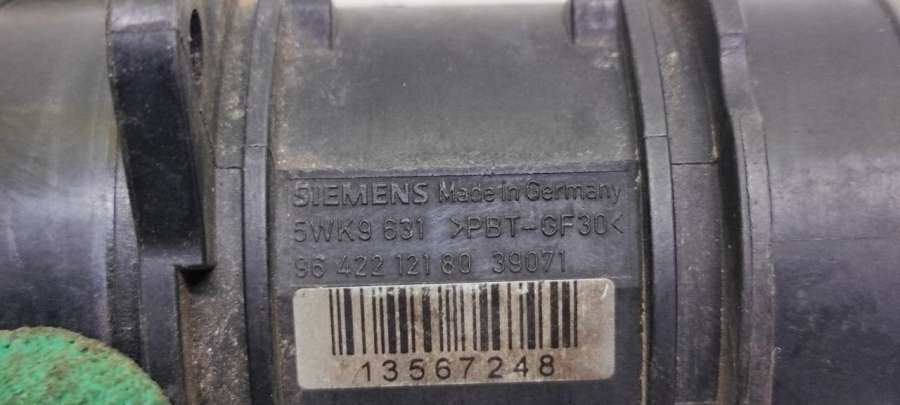 SIEMENS Made in Germany
5WK9 631 >PBT-GF30<
96 422 121 80 39071
13567248